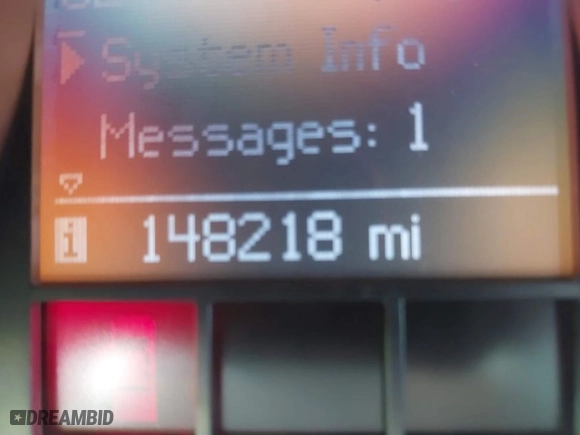 System Info
Messages: 1
i 148218 mi
DREAMBID